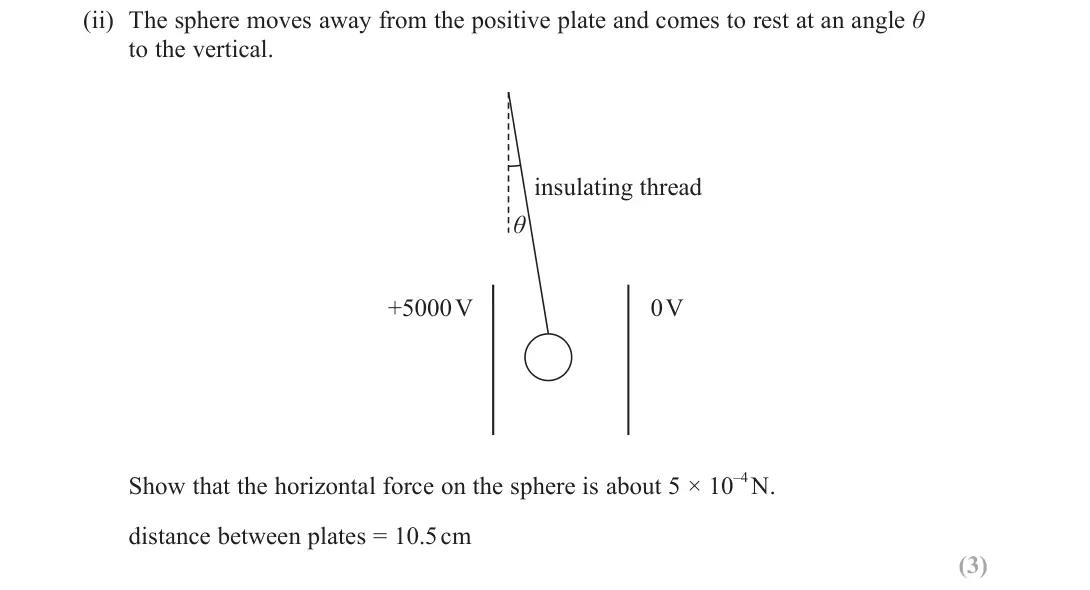 (ii) The sphere moves away from the positive plate and comes to rest at an angle θ
to the vertical.
insulating thread
θ
+5000 V
0 V
Show that the horizontal force on the sphere is about 5 × 10⁻⁴ N.
distance between plates = 10.5 cm
(3)